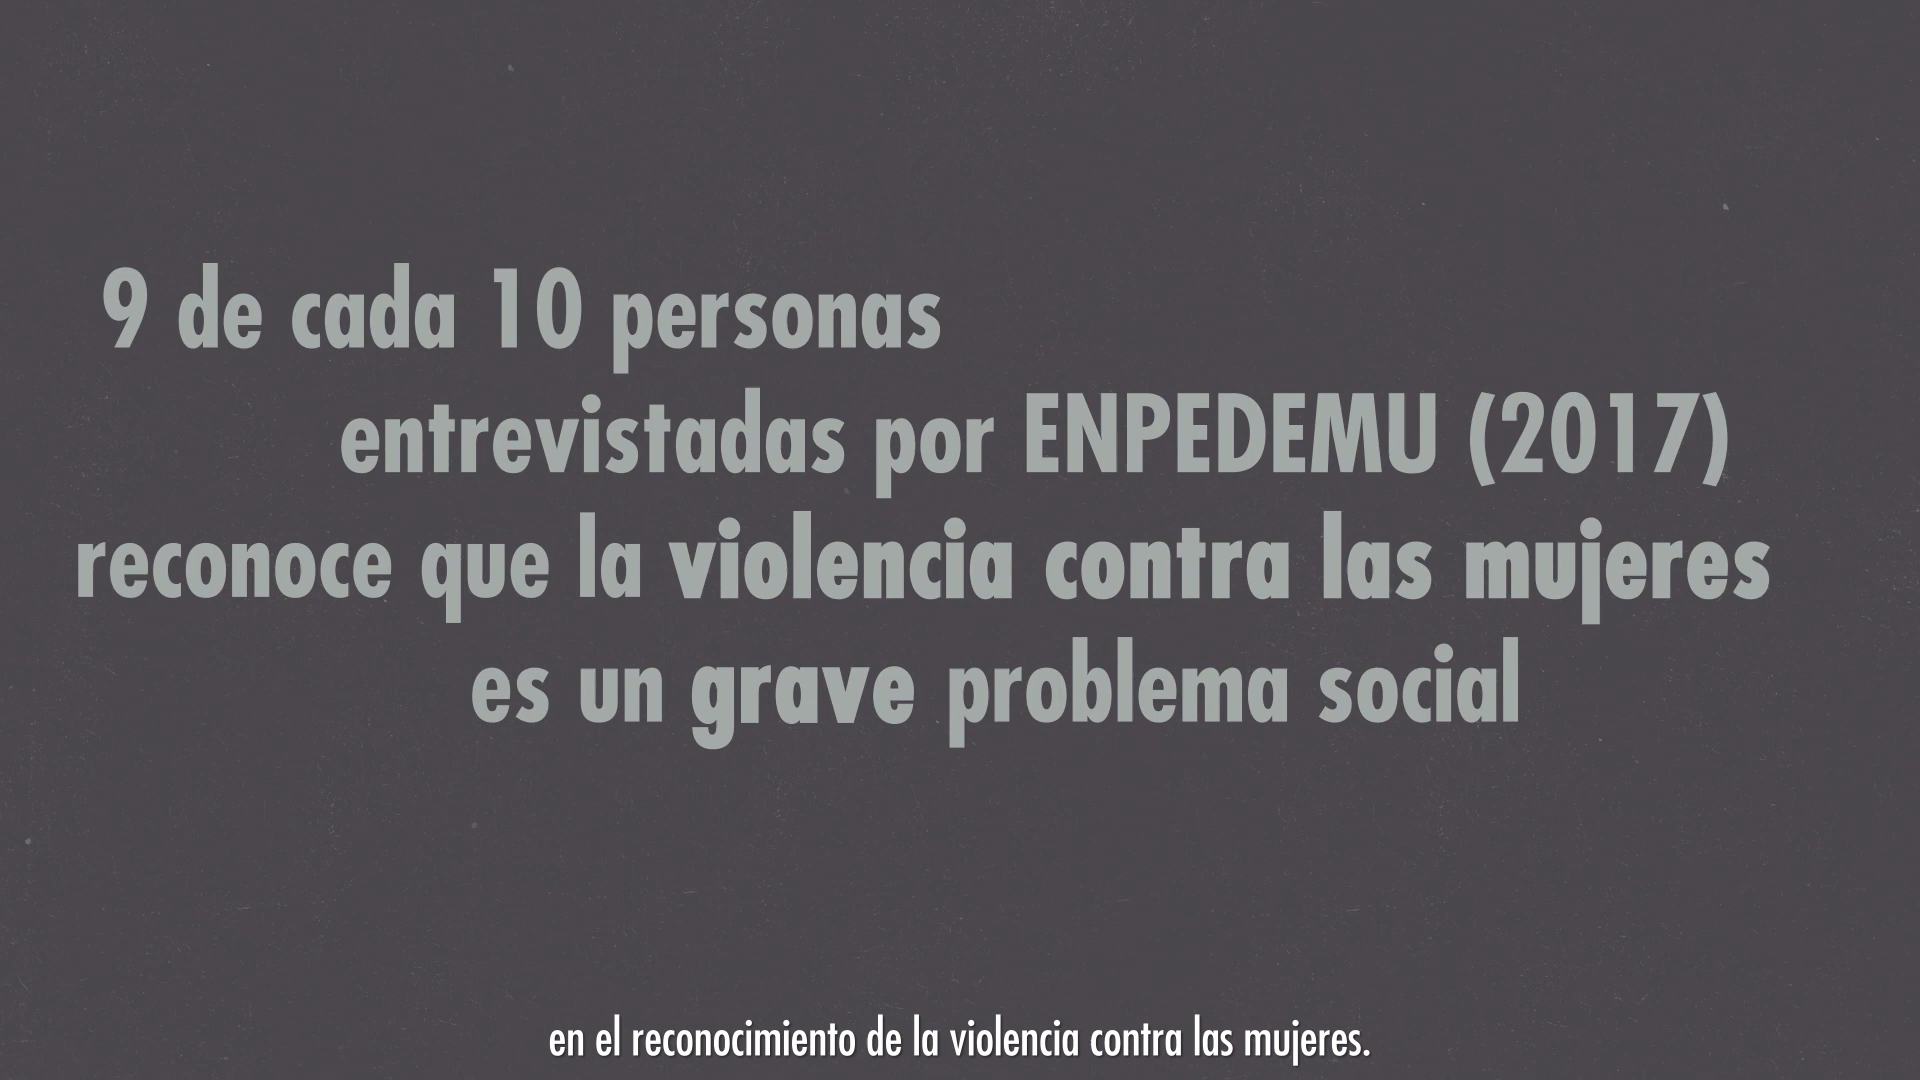 9 de cada 10 personas
entrevistadas por ENPEDEMU (2017)
reconoce que la violencia contra las mujeres
es un grave problema social
en el reconocimiento de la violencia contra las mujeres.